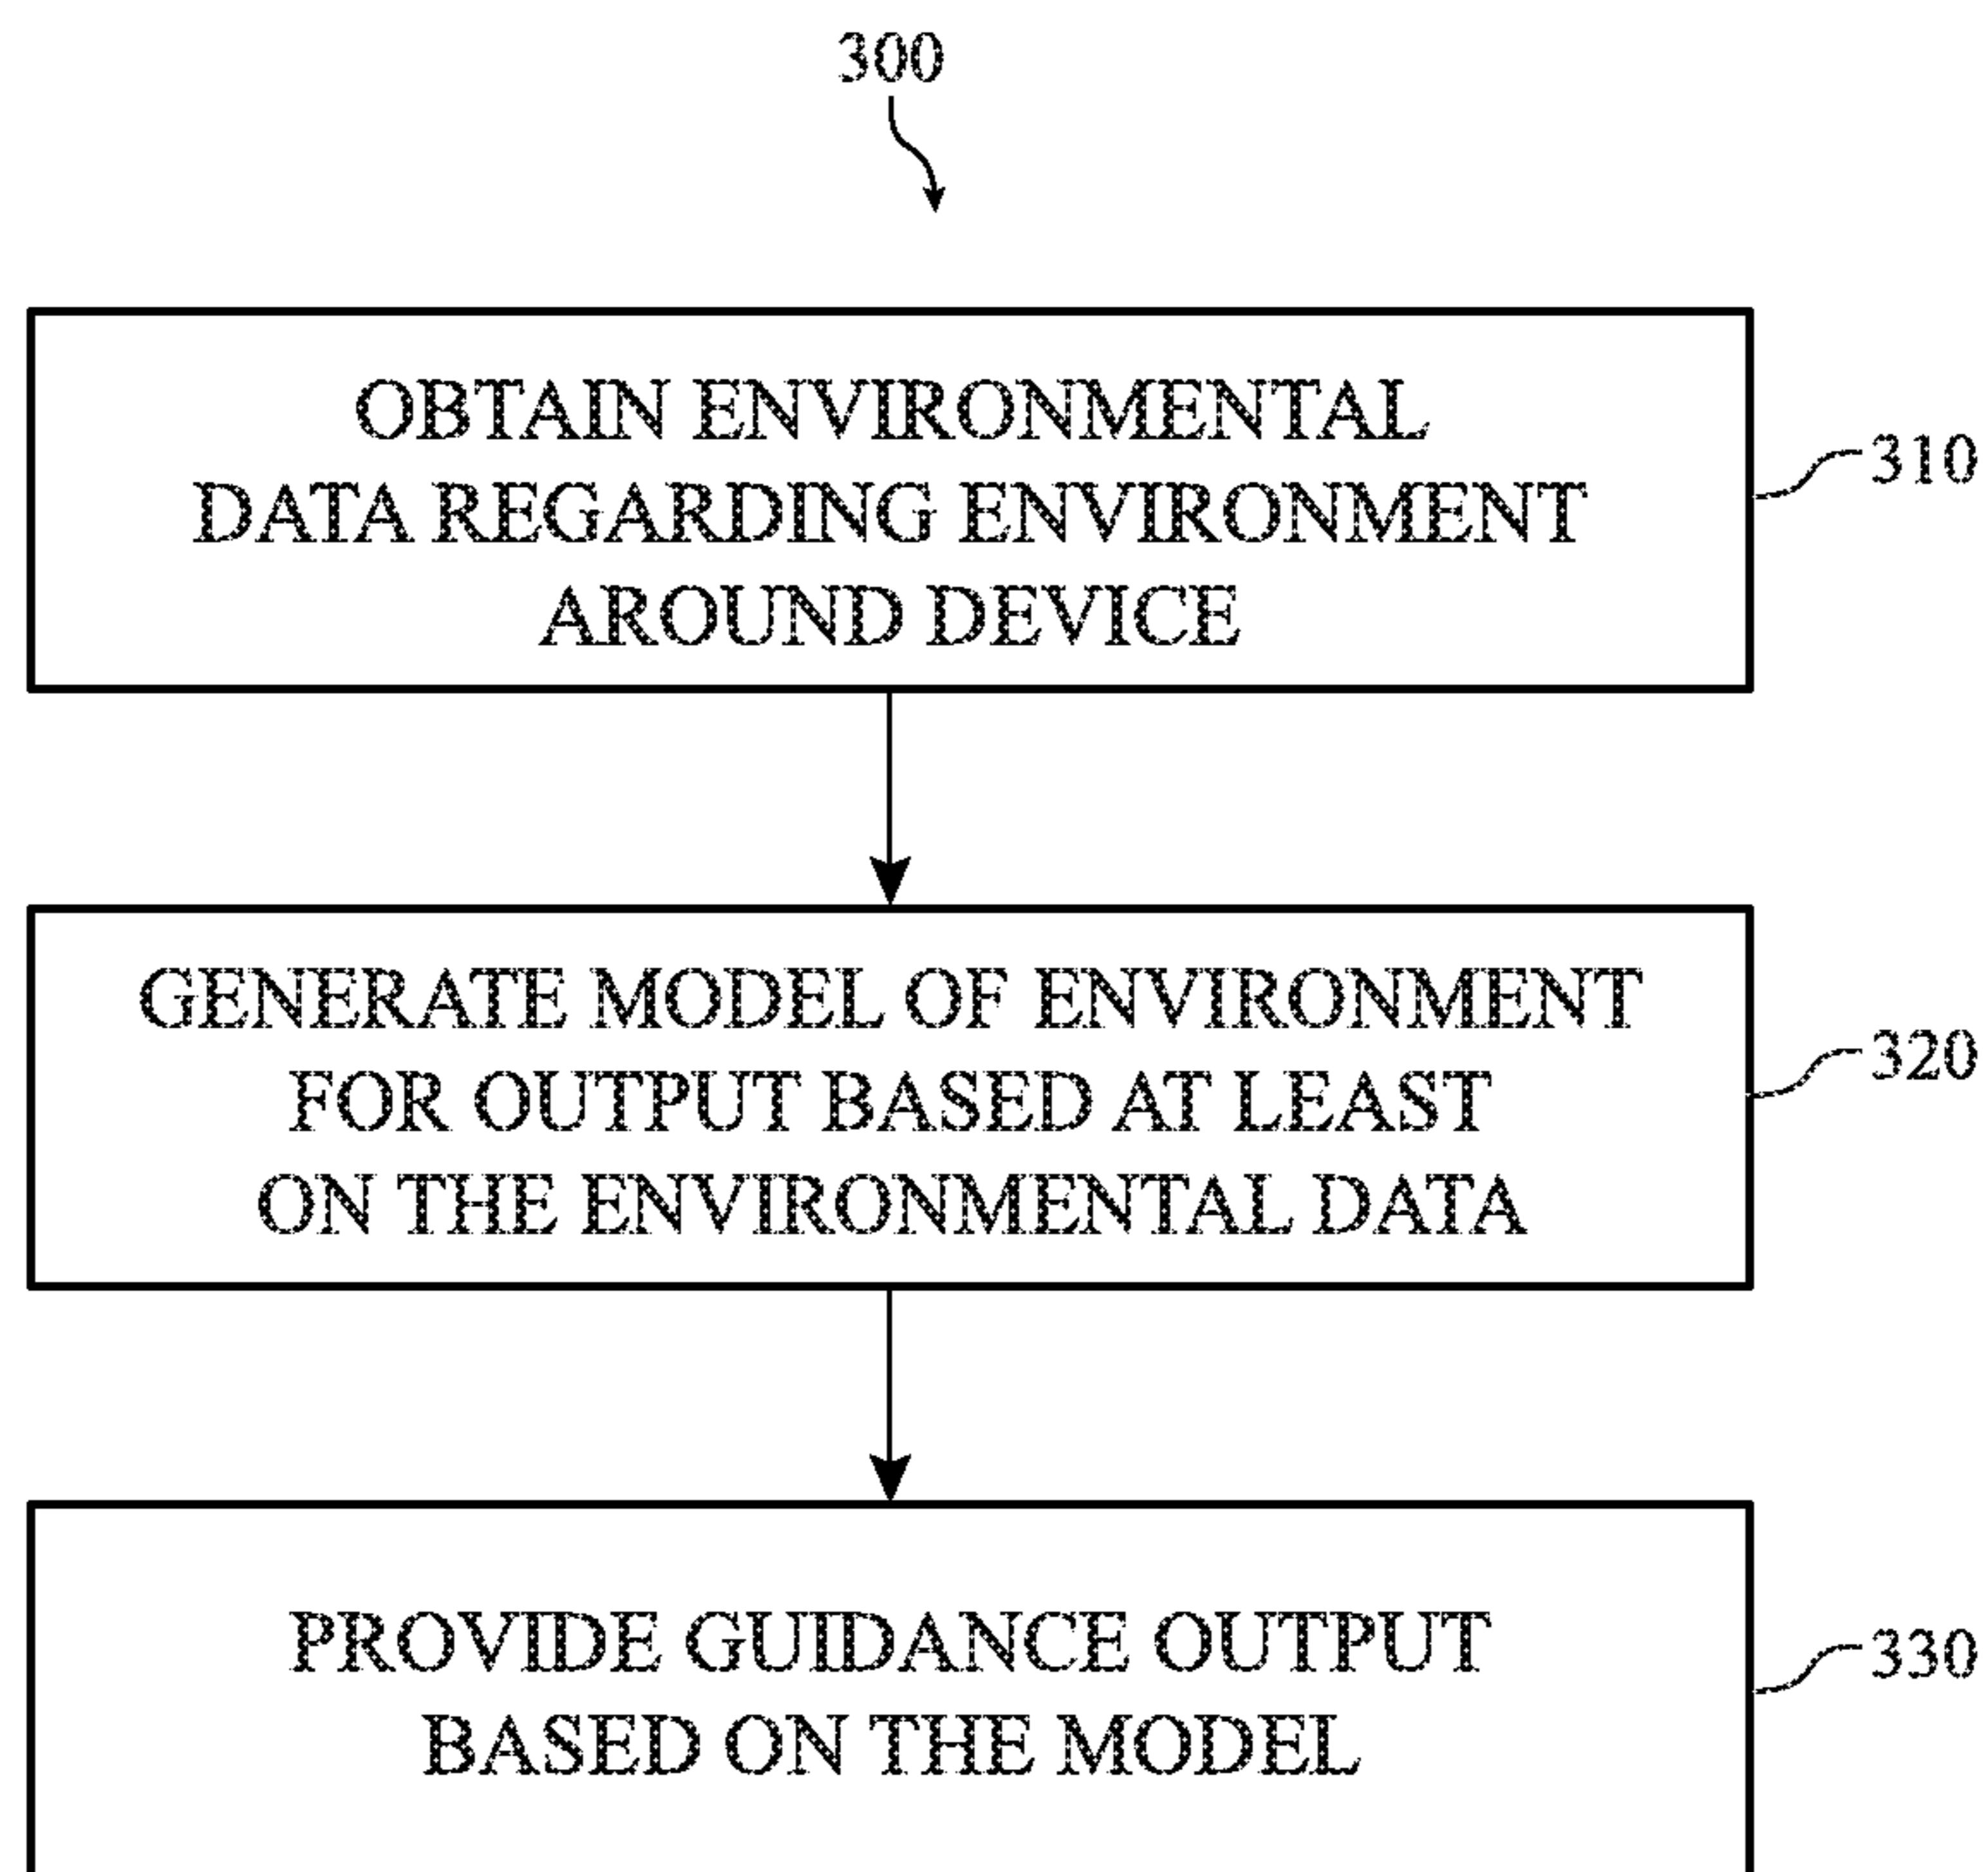 300
OBTAIN ENVIRONMENTAL
DATA REGARDING ENVIRONMENT
AROUND DEVICE
310
GENERATE MODEL OF ENVIRONMENT
FOR OUTPUT BASED AT LEAST
ON THE ENVIRONMENTAL DATA
320
PROVIDE GUIDANCE OUTPUT
BASED ON THE MODEL
330